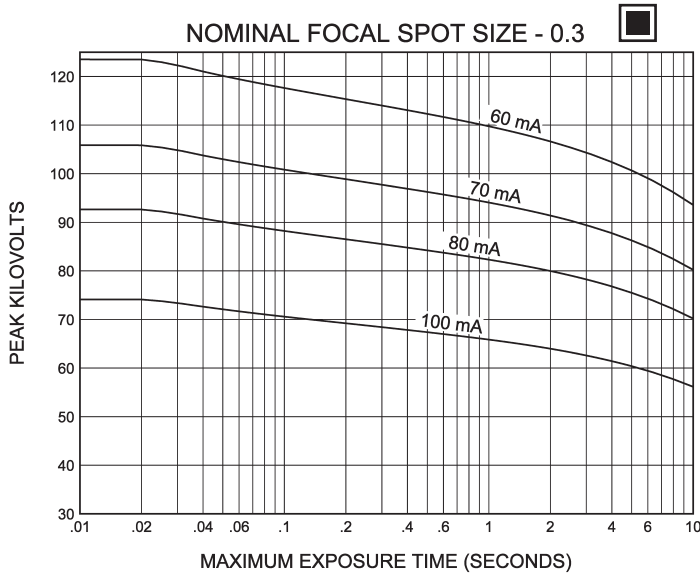 NOMINAL FOCAL SPOT SIZE - 0.3
120
110
100
90
80
70
60
50
40
30
60 mA
70 mA
80 mA
100 mA
PEAK KILOVOLTS
.01 .02 .04 .06 .1 .2 .4 .6 1 2 4 6 10
MAXIMUM EXPOSURE TIME (SECONDS)